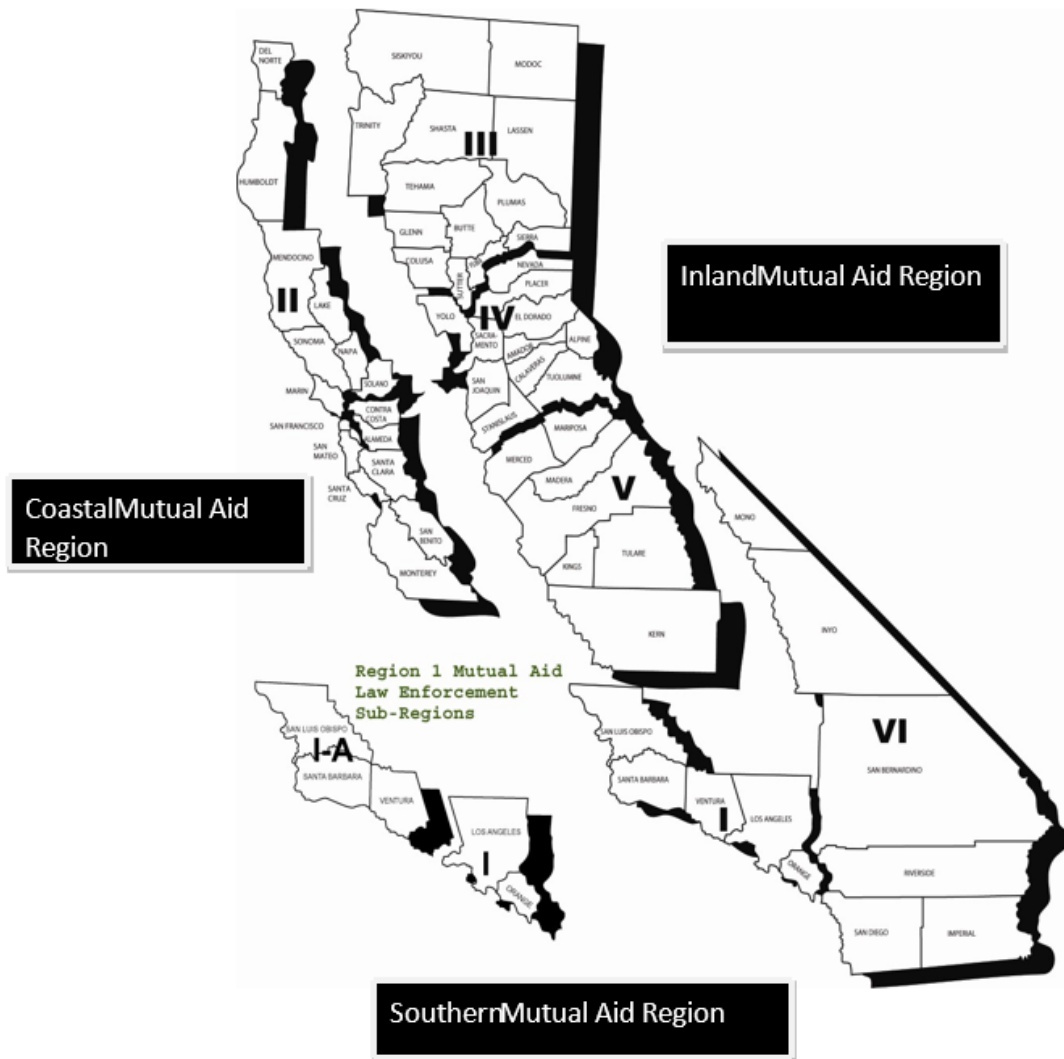 DEL
NORTE
HUMBOLDT
MENDOCINO
II
LAKE
SONOMA
NAPA
MARIN
SOLANO
CONTRA
COSTA
SAN FRANCISCO
ALAMEDA
SAN
MATEO
SANTA
CLARA
SANTA
CRUZ
SAN
BENITO
MONTEREY
SISKIYOU
MODOC
TRINITY
SHASTA
LASSEN
III
TEHAMA
PLUMAS
GLENN
BUTTE
SIERRA
COLUSA
SUTTER
YUBA
NEVADA
PLACER
YOLO
IV
EL DORADO
SACRA-
MENTO
AMADOR
ALPINE
CALAVERAS
SAN
JOAQUIN
TUOLUMNE
STANISLAUS
MARIPOSA
MERCED
MADERA
V
FRESNO
KINGS
TULARE
KERN
MONO
INYO
VI
SAN BERNARDINO
RIVERSIDE
SAN DIEGO
IMPERIAL
SAN LUIS OBISPO
SANTA BARBARA
VENTURA
I
LOS ANGELES
ORANGE
InlandMutual Aid Region
CoastalMutual Aid
Region
Region 1 Mutual Aid
Law Enforcement
Sub-Regions
SAN LUIS OBISPO
I-A
SANTA BARBARA
VENTURA
LOS ANGELES
I
ORANGE
SouthernMutual Aid Region